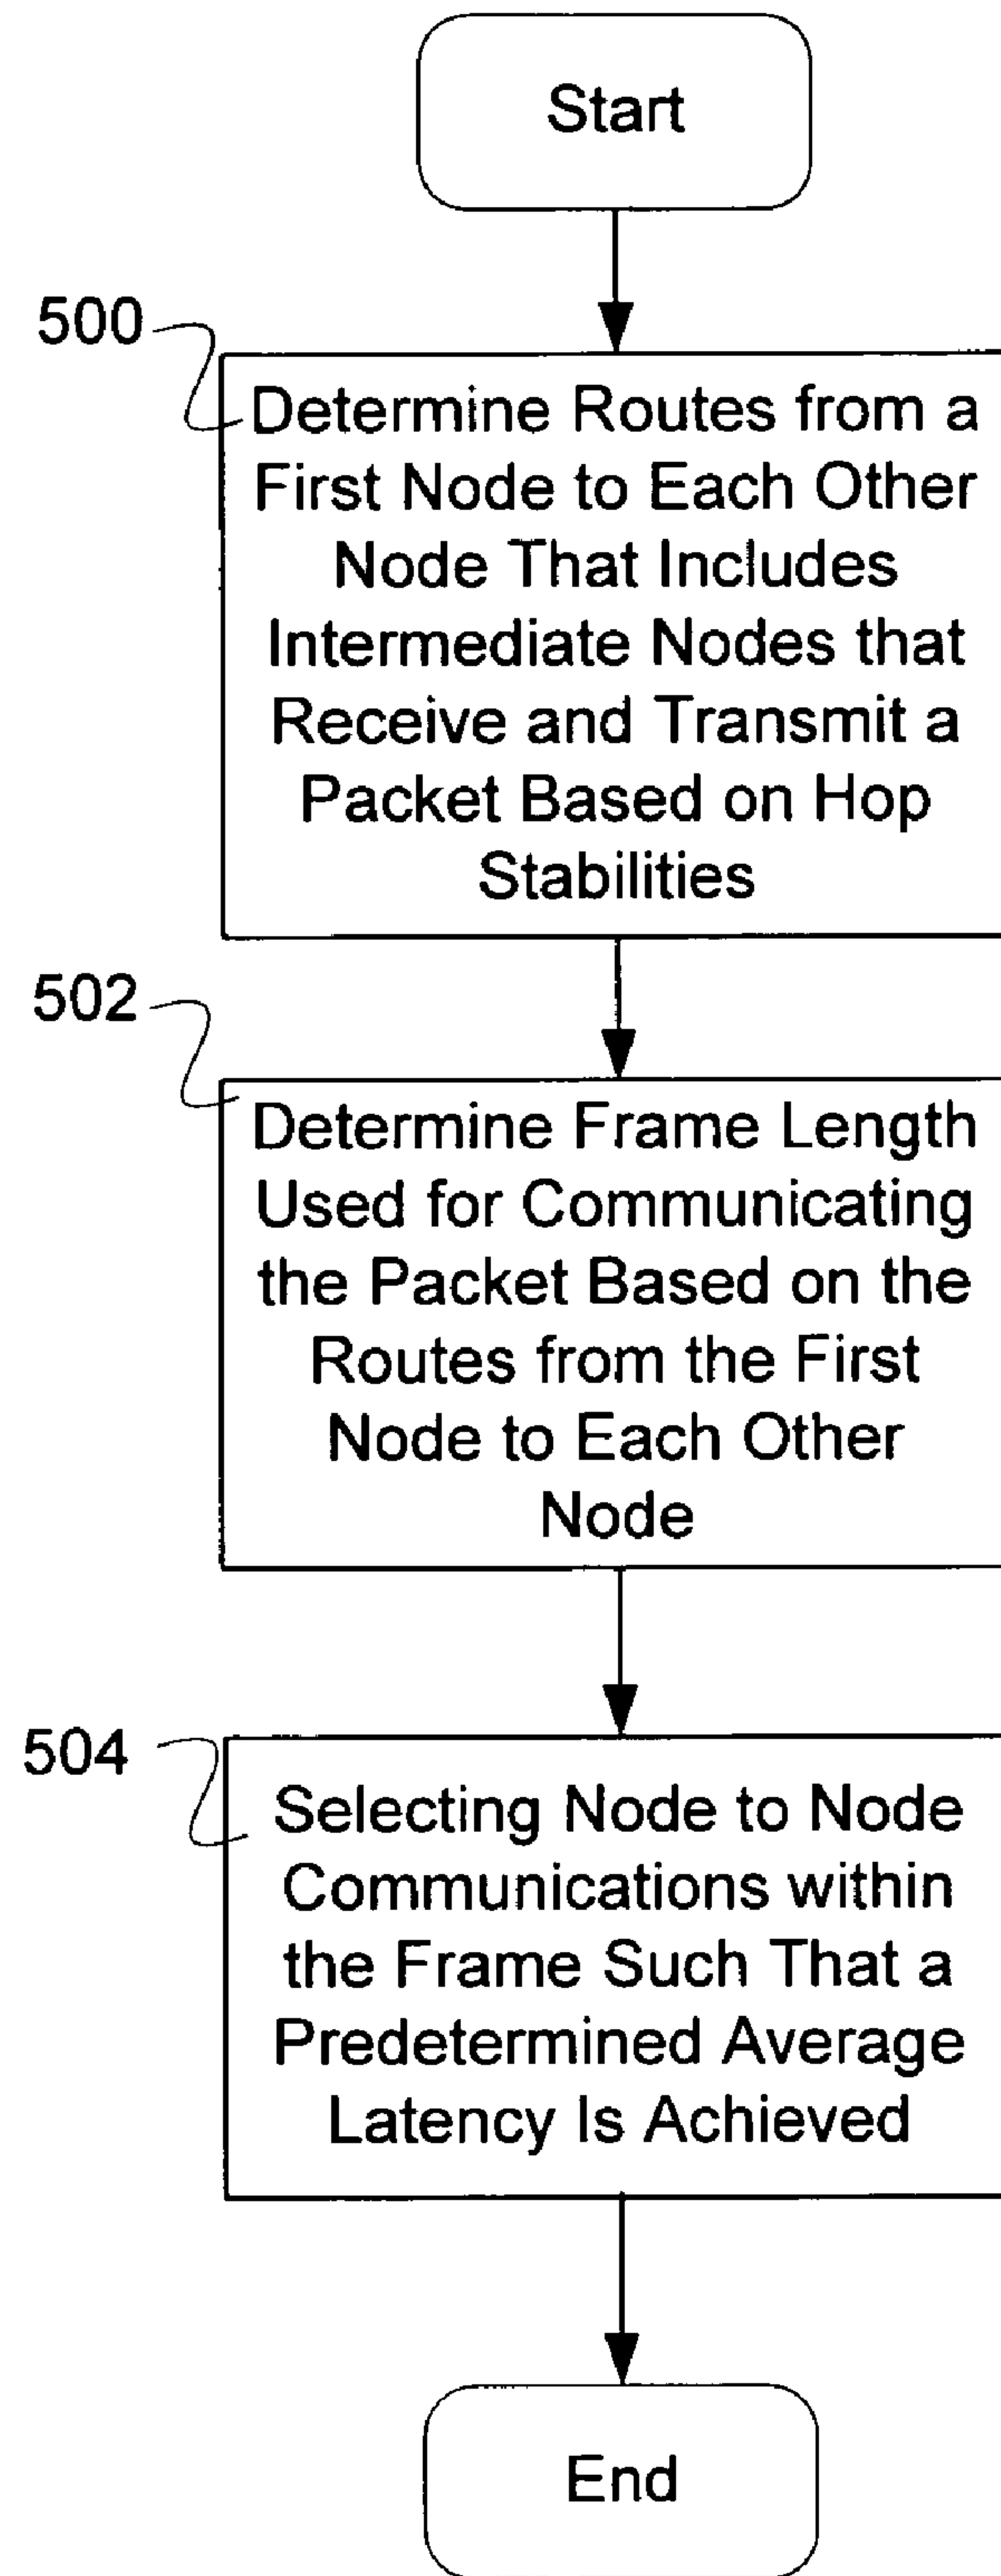 Start
500
Determine Routes from a
First Node to Each Other
Node That Includes
Intermediate Nodes that
Receive and Transmit a
Packet Based on Hop
Stabilities
502
Determine Frame Length
Used for Communicating
the Packet Based on the
Routes from the First
Node to Each Other
Node
504
Selecting Node to Node
Communications within
the Frame Such That a
Predetermined Average
Latency Is Achieved
End